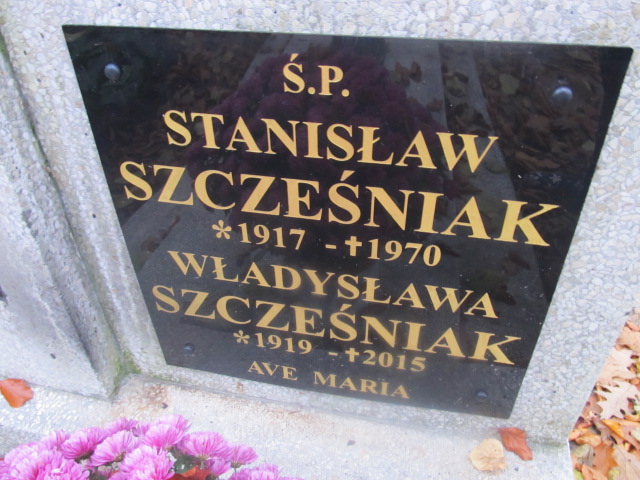 Ś.P.
STANISŁAW
SZCZEŚNIAK
*1917 - †1970
WŁADYSŁAWA
SZCZEŚNIAK
*1919 - †2015
AVE MARIA